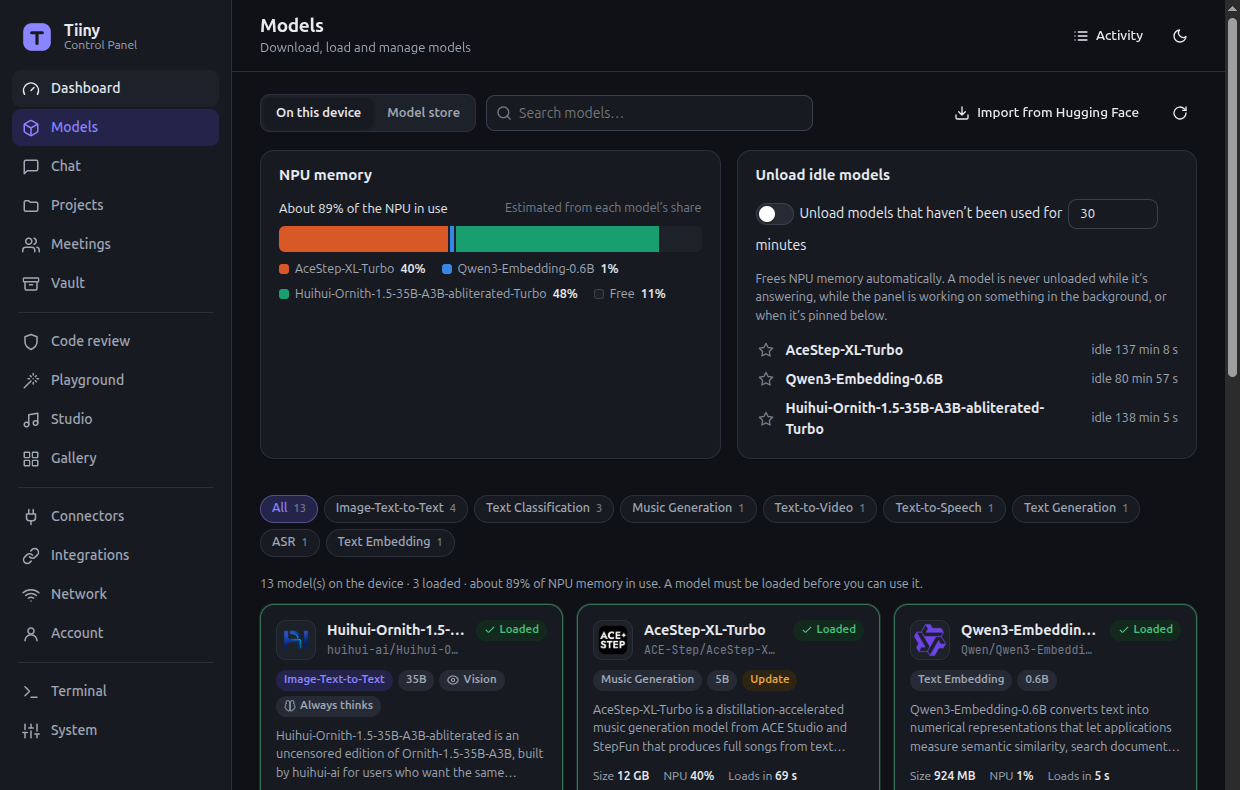 Tiiny
Control Panel
Dashboard
Models
Chat
Projects
Meetings
Vault
Code review
Playground
Studio
Gallery
Connectors
Integrations
Network
Account
Terminal
System
Models
Download, load and manage models
Activity
On this device
Model store
Search models…
Import from Hugging Face
NPU memory
About 89% of the NPU in use
Estimated from each model's share
AceStep-XL-Turbo 40%
Qwen3-Embedding-0.6B 1%
Huihui-Ornith-1.5-35B-A3B-abliterated-Turbo 48%
Free 11%
Unload idle models
Unload models that haven't been used for 30
minutes
Frees NPU memory automatically. A model is never unloaded while it's
answering, while the panel is working on something in the background, or
when it's pinned below.
AceStep-XL-Turbo idle 137 min 8 s
Qwen3-Embedding-0.6B idle 80 min 57 s
Huihui-Ornith-1.5-35B-A3B-abliterated-
Turbo
idle 138 min 5 s
All 13
Image-Text-to-Text 4
Text Classification 3
Music Generation 1
Text-to-Video 1
Text-to-Speech 1
Text Generation 1
ASR 1
Text Embedding 1
13 model(s) on the device · 3 loaded · about 89% of NPU memory in use. A model must be loaded before you can use it.
Huihui-Ornith-1.5-…
Loaded
huihui-ai/Huihui-O…
Image-Text-to-Text
35B
Vision
Always thinks
Huihui-Ornith-1.5-35B-A3B-abliterated is an
uncensored edition of Ornith-1.5-35B-A3B, built
by huihui-ai for users who want the same…
ACE
STEP
AceStep-XL-Turbo
Loaded
ACE-Step/AceStep-X…
Music Generation
5B
Update
AceStep-XL-Turbo is a distillation-accelerated
music generation model from ACE Studio and
StepFun that produces full songs from text…
Size 12 GB NPU 40% Loads in 69 s
Qwen3-Embeddin…
Loaded
Qwen/Qwen3-Embeddi…
Text Embedding
0.6B
Qwen3-Embedding-0.6B converts text into
numerical representations that let applications
measure semantic similarity, search document…
Size 924 MB NPU 1% Loads in 5 s